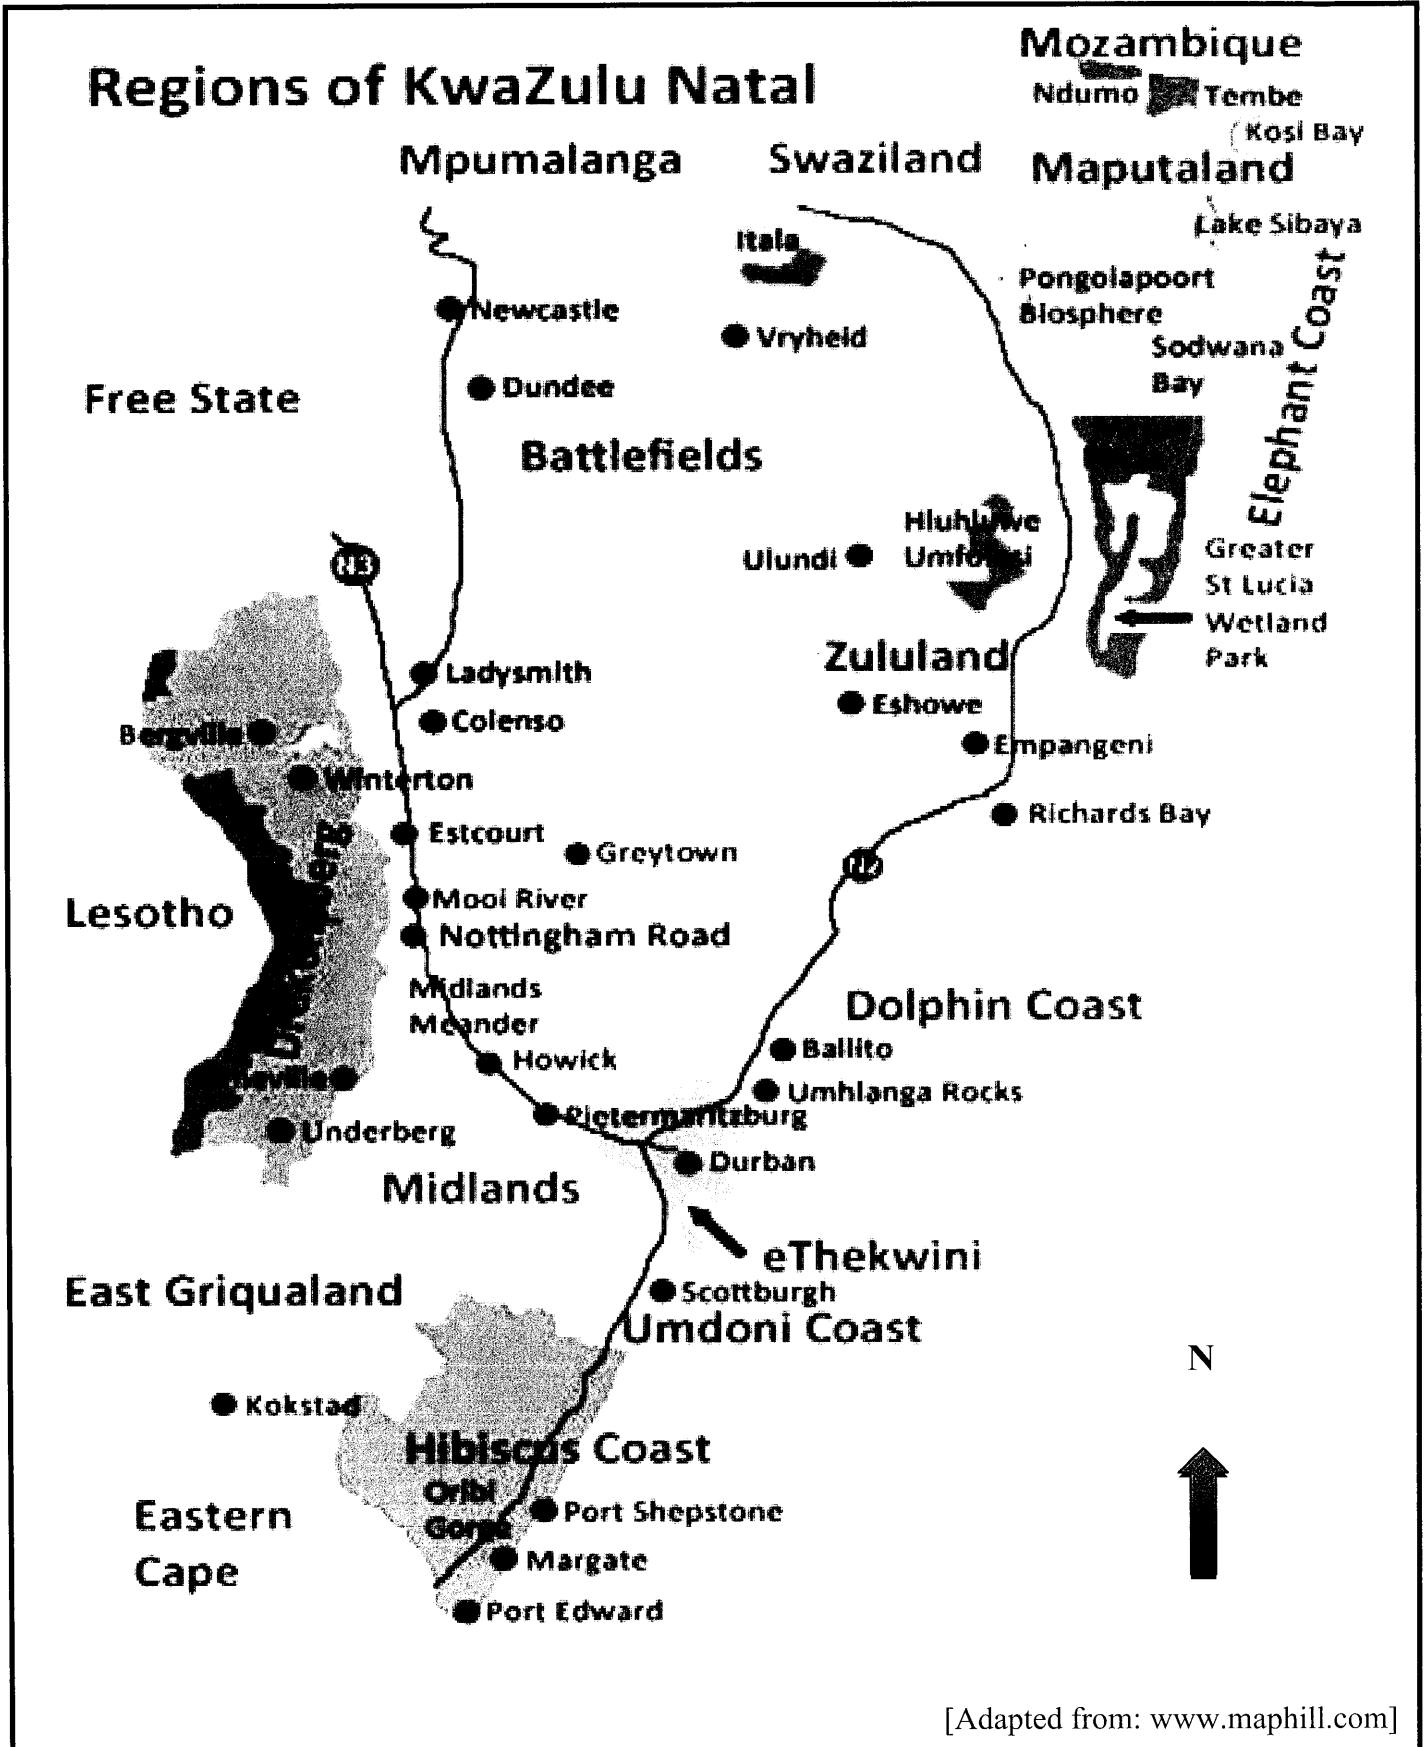 Regions of KwaZulu Natal
Mozambique
Ndumo
Tembe
Kosi Bay
Mpumalanga
Swaziland
Maputaland
Lake Sibaya
Itala
Pongolapoort
Biosphere
Newcastle
Vryheid
Sodwana
Bay
Elephant Coast
Dundee
Free State
Battlefields
Hluhluwe
Umfolozi
Ulundi
N3
Greater
St Lucia
Wetland
Park
Zululand
Ladysmith
Eshowe
Colenso
Bergville
Empangeni
Winterton
Richards Bay
Estcourt
Greytown
N2
Drakensberg
Mooi River
Lesotho
Nottingham Road
Midlands
Meander
Dolphin Coast
Howick
Ballito
Umhlanga Rocks
Pietermaritzburg
Underberg
Durban
Midlands
eThekwini
East Griqualand
Scottburgh
Umdoni Coast
N
Kokstad
Hibiscus Coast
Oribi
Gorge
Port Shepstone
Eastern
Cape
Margate
Port Edward
[Adapted from: www.maphill.com]